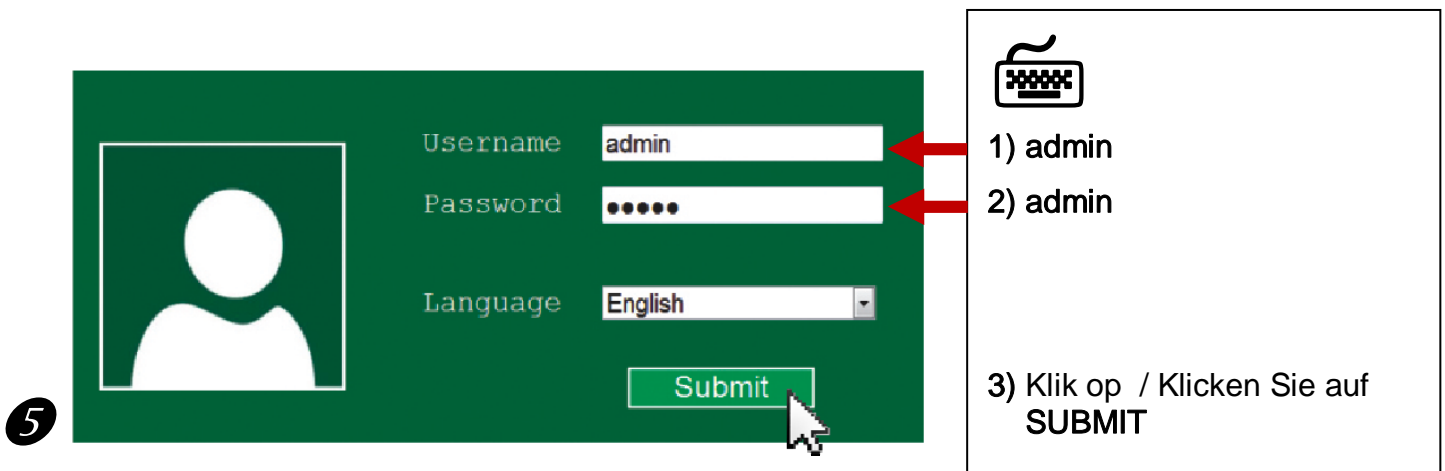 Username admin
Password ●●●●●
Language English
Submit
5
1) admin
2) admin
3) Klik op / Klicken Sie auf
SUBMIT